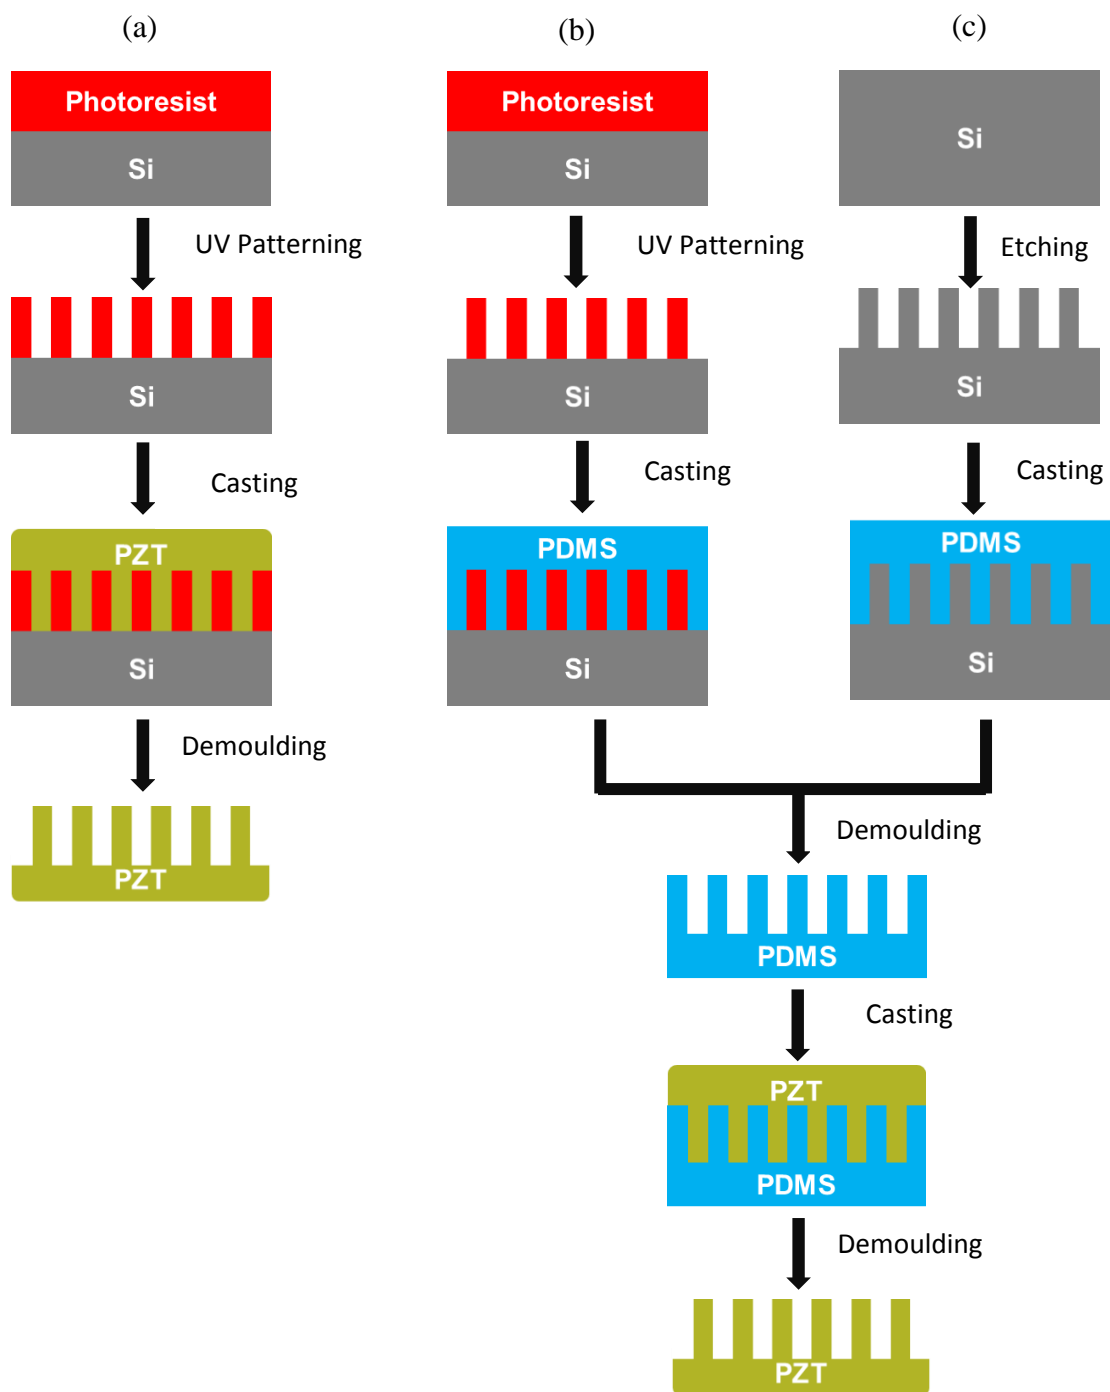 (a)
(b)
(c)
Photoresist
Si
UV Patterning
Si
Casting
PZT
Si
Demoulding
PZT
Photoresist
Si
UV Patterning
Si
Casting
PDMS
Si
Si
Etching
Si
Casting
PDMS
Si
Demoulding
PDMS
Casting
PZT
PDMS
Demoulding
PZT